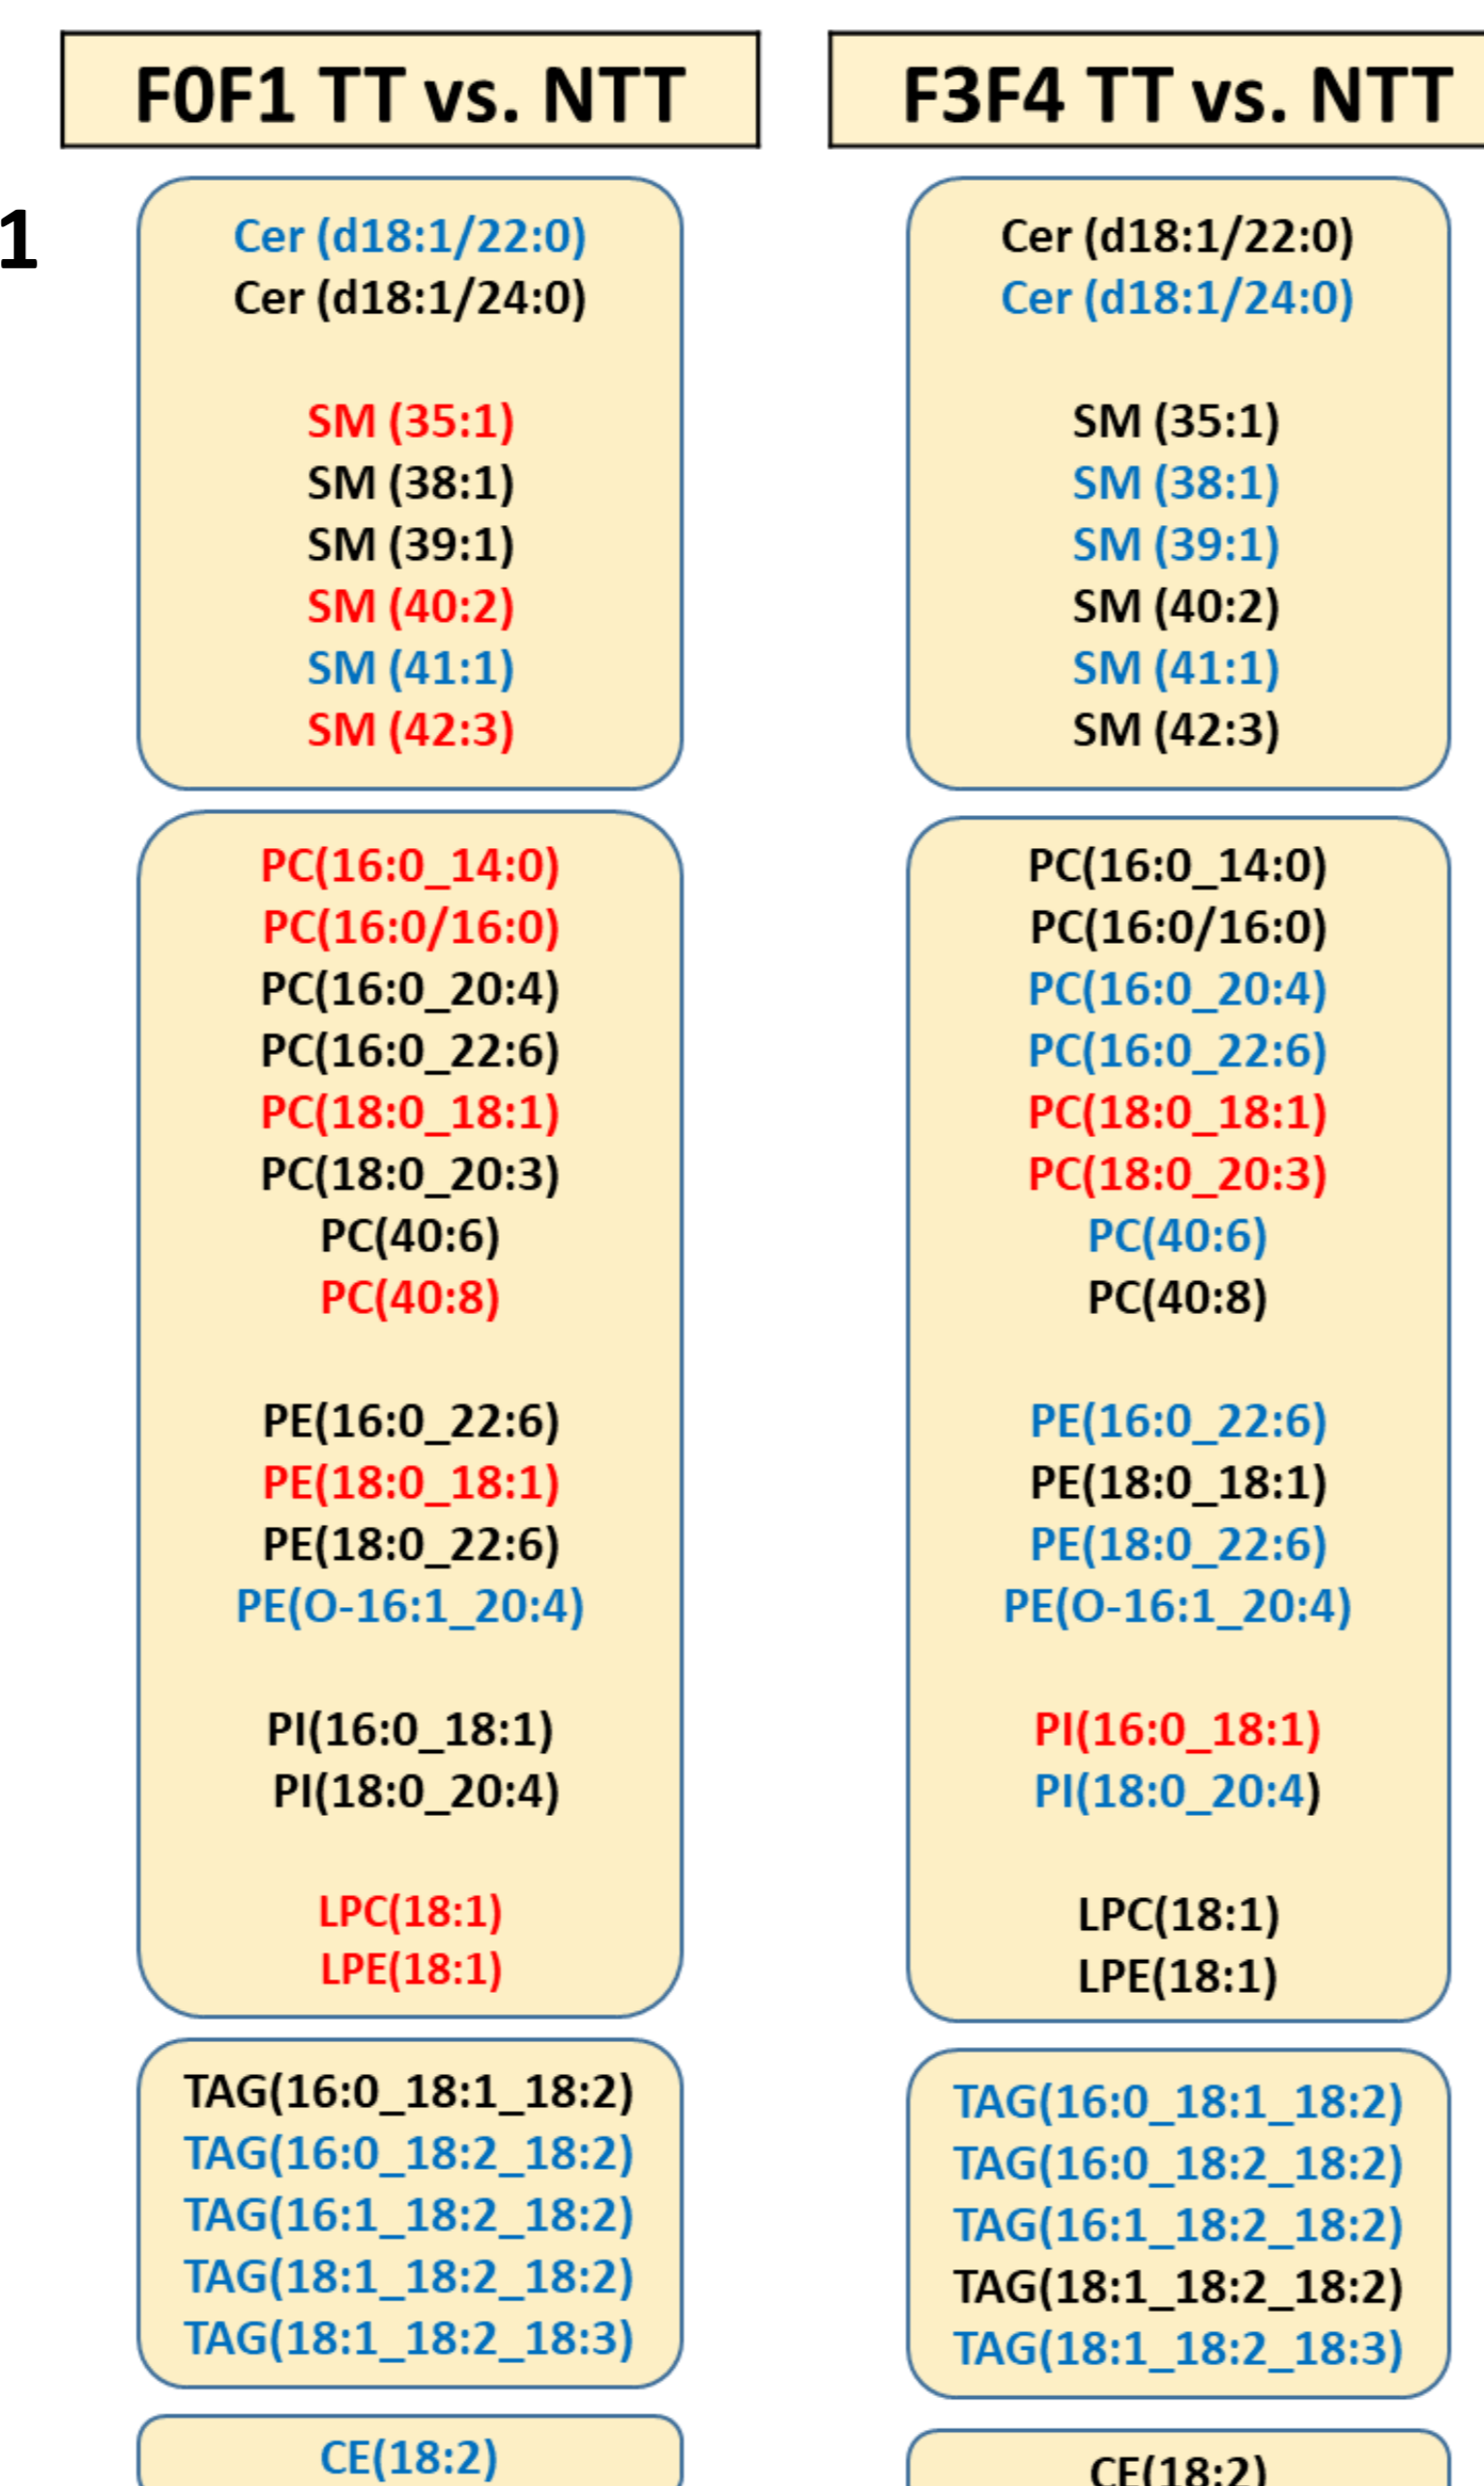 F0F1 TT vs. NTT
1
Cer (d18:1/22:0)
Cer (d18:1/24:0)
SM (35:1)
SM (38:1)
SM (39:1)
SM (40:2)
SM (41:1)
SM (42:3)
PC(16:0_14:0)
PC(16:0/16:0)
PC(16:0_20:4)
PC(16:0_22:6)
PC(18:0_18:1)
PC(18:0_20:3)
PC(40:6)
PC(40:8)
PE(16:0_22:6)
PE(18:0_18:1)
PE(18:0_22:6)
PE(O-16:1_20:4)
PI(16:0_18:1)
PI(18:0_20:4)
LPC(18:1)
LPE(18:1)
TAG(16:0_18:1_18:2)
TAG(16:0_18:2_18:2)
TAG(16:1_18:2_18:2)
TAG(18:1_18:2_18:2)
TAG(18:1_18:2_18:3)
CE(18:2)
F3F4 TT vs. NTT
Cer (d18:1/22:0)
Cer (d18:1/24:0)
SM (35:1)
SM (38:1)
SM (39:1)
SM (40:2)
SM (41:1)
SM (42:3)
PC(16:0_14:0)
PC(16:0/16:0)
PC(16:0_20:4)
PC(16:0_22:6)
PC(18:0_18:1)
PC(18:0_20:3)
PC(40:6)
PC(40:8)
PE(16:0_22:6)
PE(18:0_18:1)
PE(18:0_22:6)
PE(O-16:1_20:4)
PI(16:0_18:1)
PI(18:0_20:4)
LPC(18:1)
LPE(18:1)
TAG(16:0_18:1_18:2)
TAG(16:0_18:2_18:2)
TAG(16:1_18:2_18:2)
TAG(18:1_18:2_18:2)
TAG(18:1_18:2_18:3)
CE(18:2)